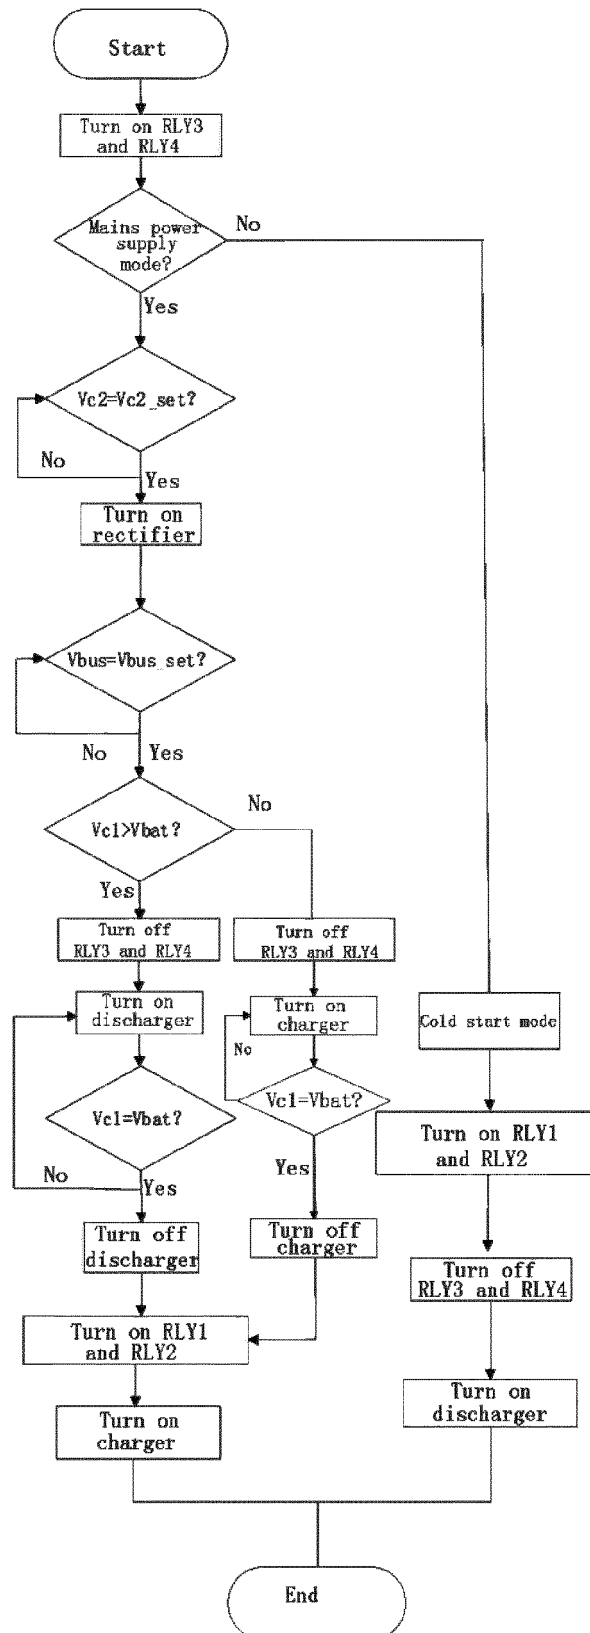 Start
Turn on RLY3
and RLY4
Mains power
supply
mode?
No
Yes
Vc2=Vc2_set?
No
Yes
Turn on
rectifier
Vbus=Vbus_set?
No
Yes
Vc1>Vbat?
No
Yes
Turn off
RLY3 and RLY4
Turn off
RLY3 and RLY4
Turn on
discharger
Turn on
charger
Cold start mode
No
Vc1=Vbat?
Vc1=Vbat?
Turn on RLY1
and RLY2
No
Yes
Yes
Turn off
discharger
Turn off
charger
Turn off
RLY3 and RLY4
Turn on RLY1
and RLY2
Turn on
discharger
Turn on
charger
End